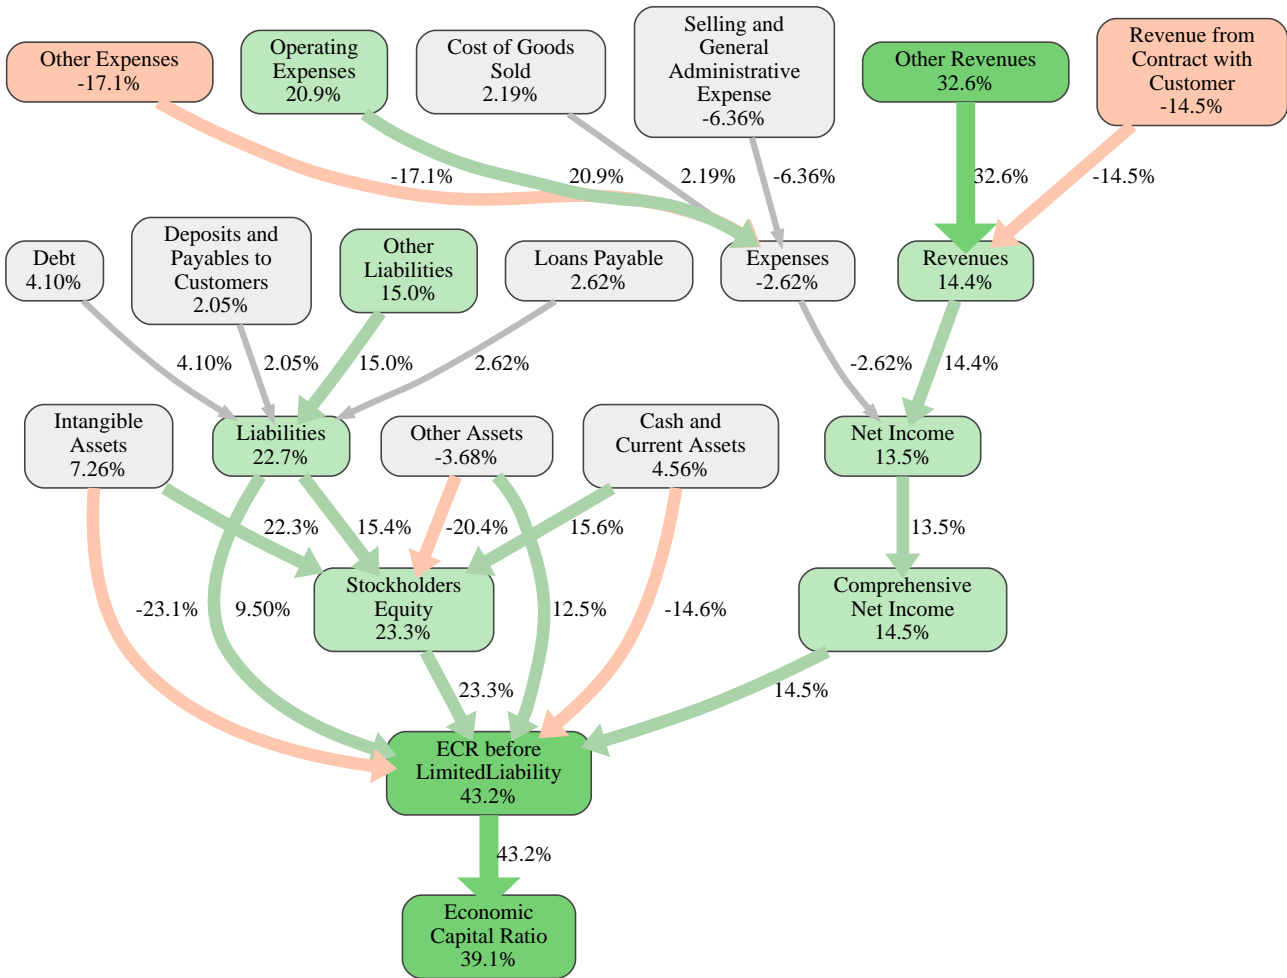 Other Expenses
-17.1%
Operating
Expenses
20.9%
Cost of Goods
Sold
2.19%
Selling and
General
Administrative
Expense
-6.36%
Other Revenues
32.6%
Revenue from
Contract with
Customer
-14.5%
-17.1%
20.9%
2.19%
-6.36%
32.6%
-14.5%
Debt
4.10%
Deposits and
Payables to
Customers
2.05%
Other
Liabilities
15.0%
Loans Payable
2.62%
Expenses
-2.62%
Revenues
14.4%
4.10%
2.05%
15.0%
2.62%
-2.62%
14.4%
Intangible
Assets
7.26%
Liabilities
22.7%
Other Assets
-3.68%
Cash and
Current Assets
4.56%
Net Income
13.5%
22.3%
15.4%
-20.4%
15.6%
13.5%
-23.1%
9.50%
Stockholders
Equity
23.3%
12.5%
-14.6%
Comprehensive
Net Income
14.5%
23.3%
14.5%
ECR before
LimitedLiability
43.2%
43.2%
Economic
Capital Ratio
39.1%